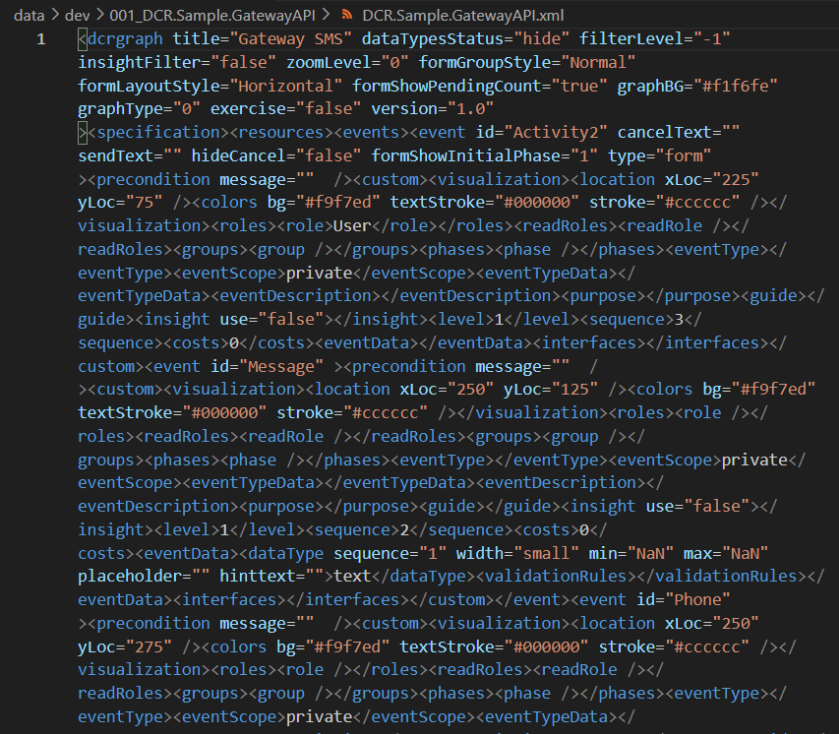 data > dev > 001_DCR.Sample.GatewayAPI > DCR.Sample.GatewayAPI.xml
1 <dcrgraph title="Gateway SMS" dataTypesStatus="hide" filterLevel="-1"
insightFilter="false" zoomLevel="0" formGroupStyle="Normal"
formLayoutStyle="Horizontal" formShowPendingCount="true" graphBG="#f1f6fe"
graphType="0" exercise="false" version="1.0"
><specification><resources><events><event id="Activity2" cancelText=""
sendText="" hideCancel="false" formShowInitialPhase="1" type="form"
><precondition message=""  /><custom><visualization><location xLoc="225"
yLoc="75" /><colors bg="#f9f7ed" textStroke="#000000" stroke="#cccccc" /></
visualization><roles><role>User</role></roles><readRoles><readRole /></
readRoles><groups><group /></groups><phases><phase /></phases><eventType></
eventType><eventScope>private</eventScope><eventTypeData></
eventTypeData><eventDescription></eventDescription><purpose></purpose><guide></
guide><insight use="false"></insight><level>1</level><sequence>3</
sequence><costs>0</costs><eventData></eventData><interfaces></interfaces></
custom><event id="Message" ><precondition message=""  /
><custom><visualization><location xLoc="250" yLoc="125" /><colors bg="#f9f7ed"
textStroke="#000000" stroke="#cccccc" /></visualization><roles><role /></
roles><readRoles><readRole /></readRoles><groups><group /></
groups><phases><phase /></phases><eventType></eventType><eventScope>private</
eventScope><eventTypeData></eventTypeData><eventDescription></
eventDescription><purpose></purpose><guide></guide><insight use="false"></
insight><level>1</level><sequence>2</sequence><costs>0</
costs><eventData><dataType sequence="1" width="small" min="NaN" max="NaN"
placeholder="" hinttext="">text</dataType><validationRules></validationRules></
eventData><interfaces></interfaces></custom></event><event id="Phone"
><precondition message=""  /><custom><visualization><location xLoc="250"
yLoc="275" /><colors bg="#f9f7ed" textStroke="#000000" stroke="#cccccc" /></
visualization><roles><role /></roles><readRoles><readRole /></
readRoles><groups><group /></groups><phases><phase /></phases><eventType></
eventType><eventScope>private</eventScope><eventTypeData></